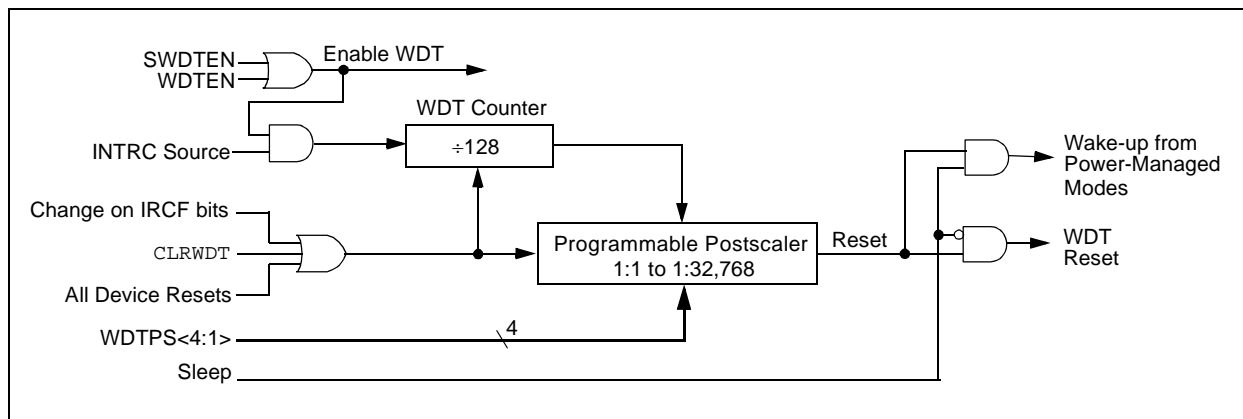 SWDTEN
WDTEN
Enable WDT
WDT Counter
÷128
INTRC Source
Wake-up from
Power-Managed
Modes
Change on IRCF bits
CLRWDT
All Device Resets
Programmable Postscaler
1:1 to 1:32,768
Reset
WDT
Reset
WDTPS<4:1>
4
Sleep